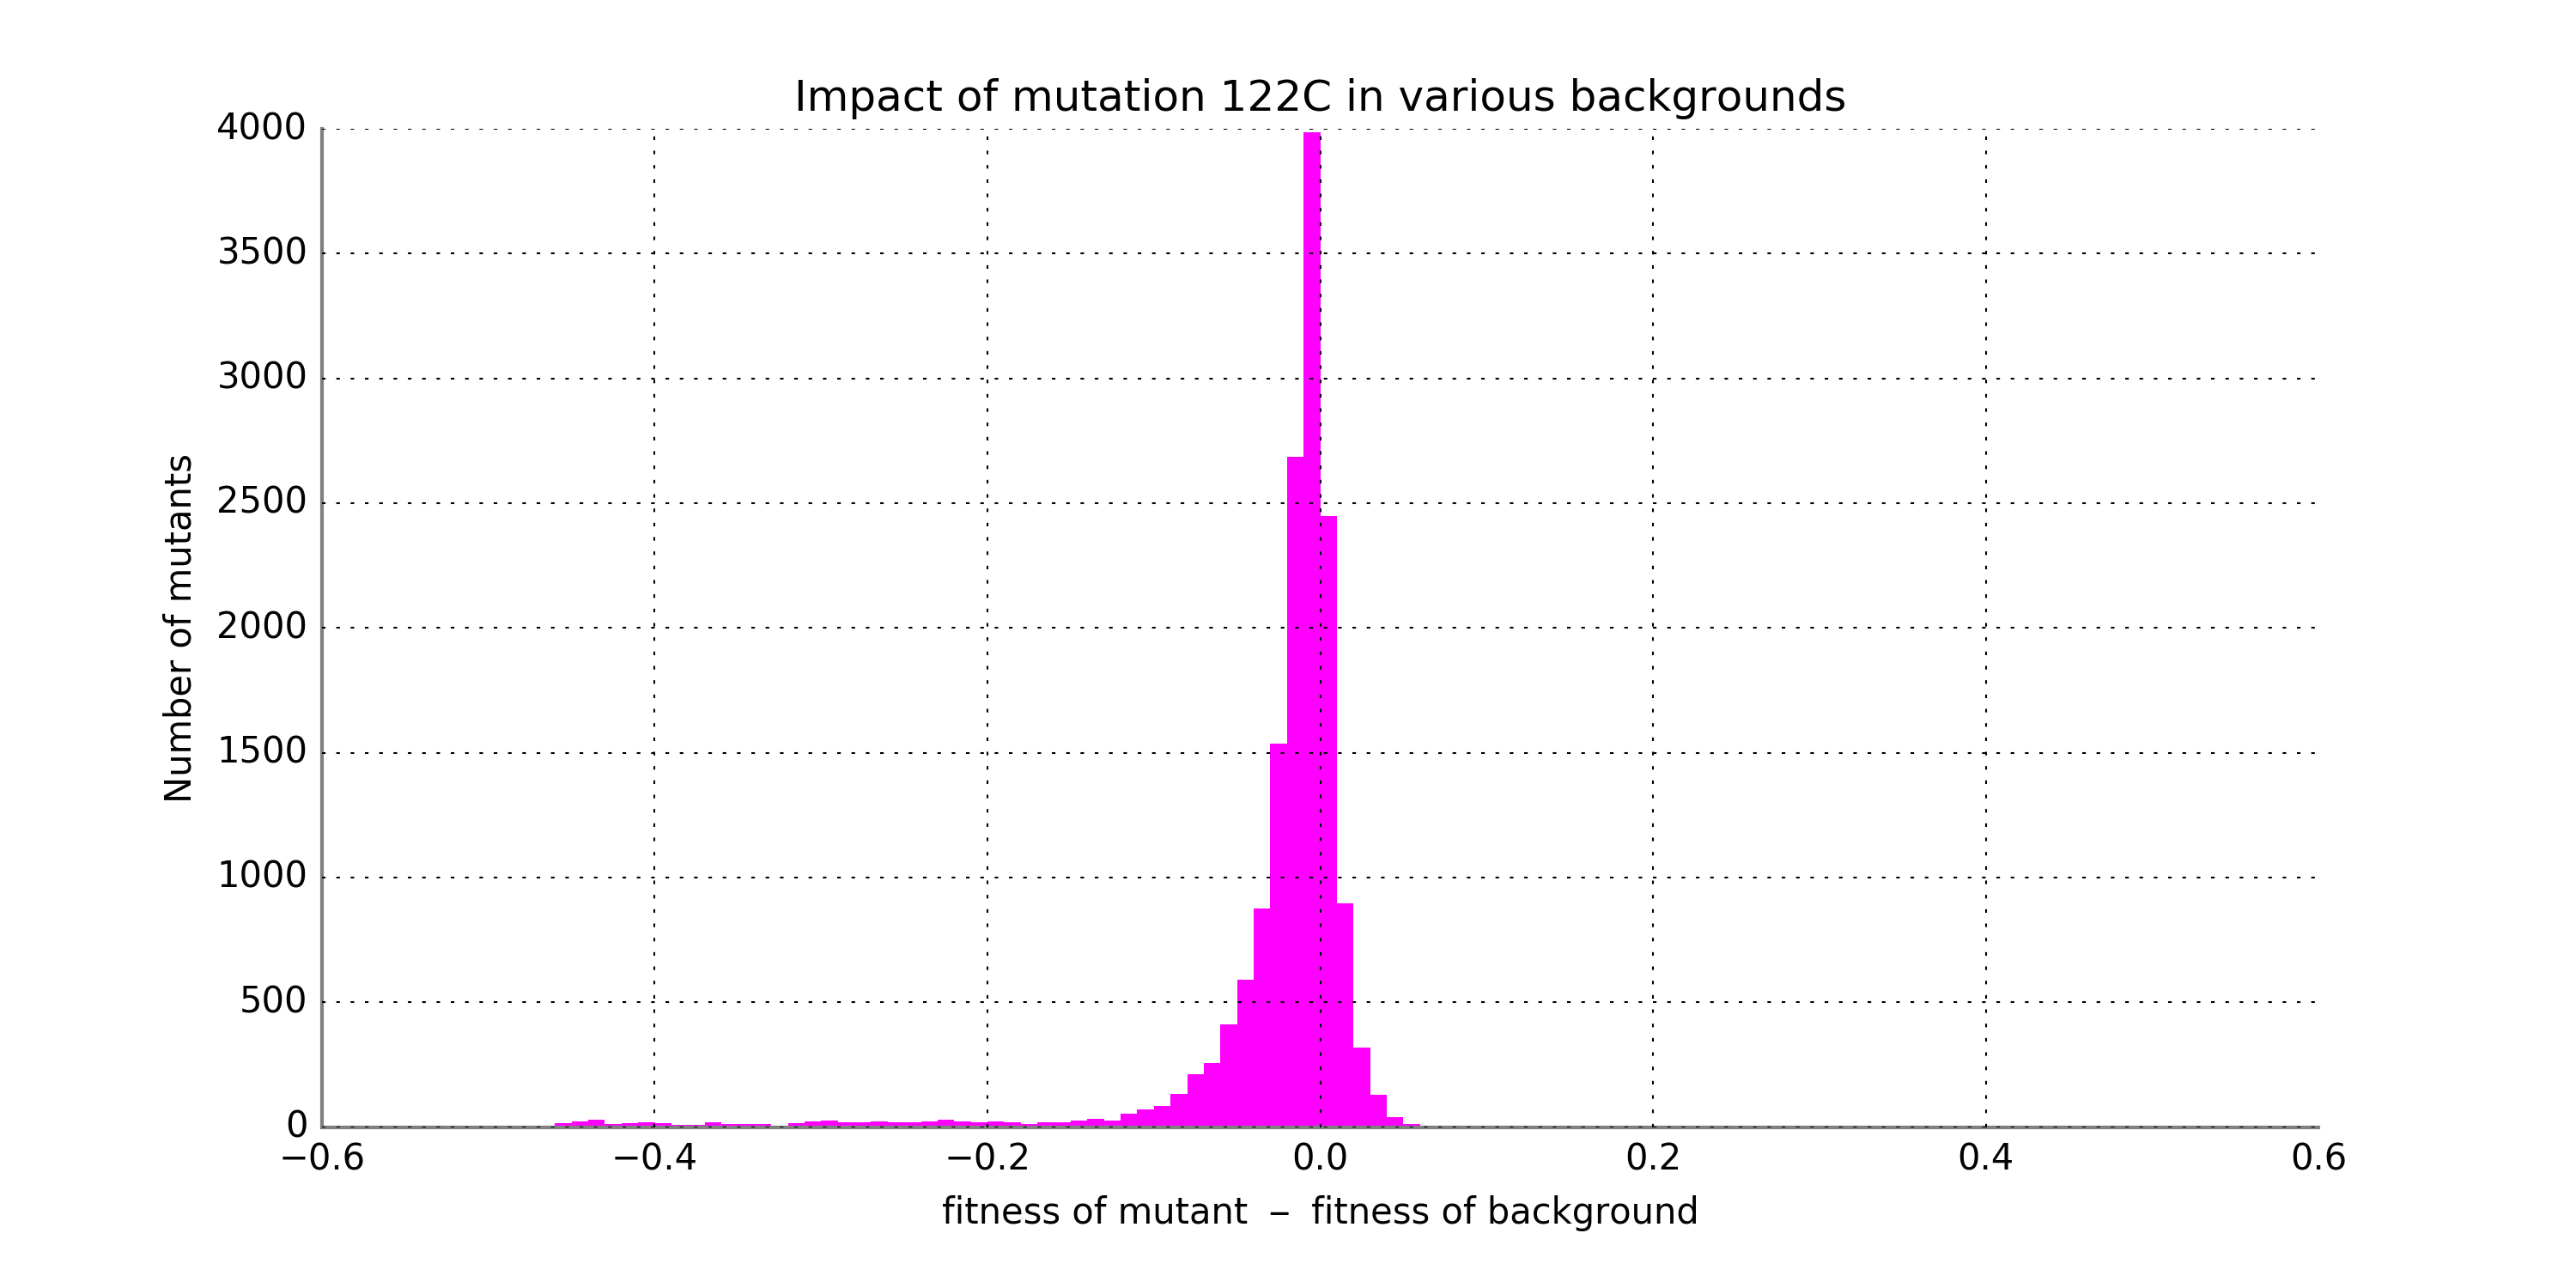 Impact of mutation 122C in various backgrounds
4000
3500
3000
2500
2000
1500
1000
500
0
Number of mutants
−0.6 −0.4 −0.2 0.0 0.2 0.4 0.6
fitness of mutant − fitness of background